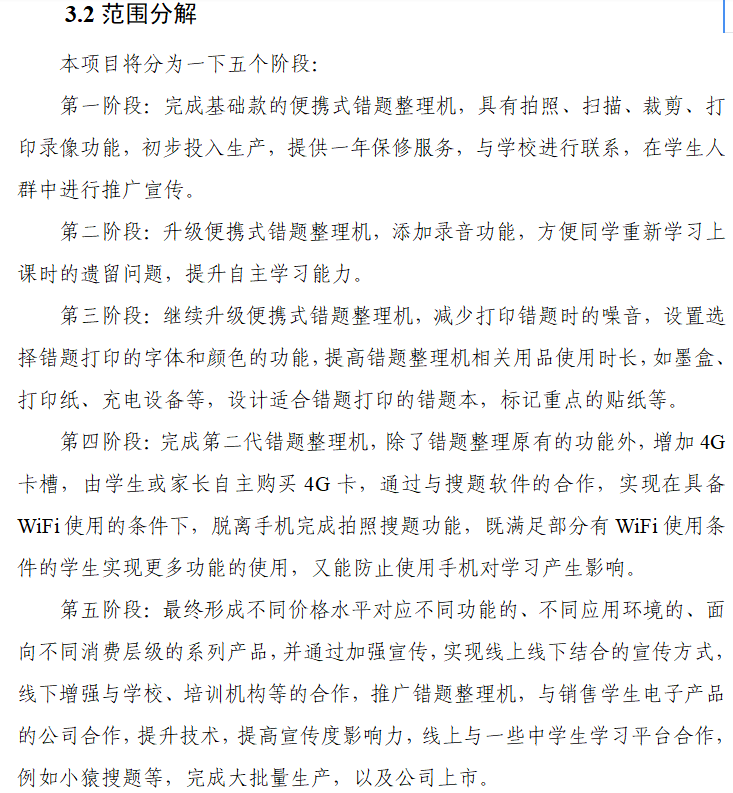 3.2 范围分解
本项目将分为一下五个阶段：
第一阶段：完成基础款的便携式错题整理机，具有拍照、扫描、裁剪、打
印录像功能，初步投入生产，提供一年保修服务，与学校进行联系，在学生人
群中进行推广宣传。
第二阶段：升级便携式错题整理机，添加录音功能，方便同学重新学习上
课时的遗留问题，提升自主学习能力。
第三阶段：继续升级便携式错题整理机，减少打印错题时的噪音，设置选
择错题打印的字体和颜色的功能，提高错题整理机相关用品使用时长，如墨盒、
打印纸、充电设备等，设计适合错题打印的错题本，标记重点的贴纸等。
第四阶段：完成第二代错题整理机，除了错题整理原有的功能外，增加 4G
卡槽，由学生或家长自主购买 4G 卡，通过与搜题软件的合作，实现在具备
WiFi 使用的条件下，脱离手机完成拍照搜题功能，既满足部分有 WiFi 使用条
件的学生实现更多功能的使用，又能防止使用手机对学习产生影响。
第五阶段：最终形成不同价格水平对应不同功能的、不同应用环境的、面
向不同消费层级的系列产品，并通过加强宣传，实现线上线下结合的宣传方式，
线下增强与学校、培训机构等的合作，推广错题整理机，与销售学生电子产品
的公司合作，提升技术，提高宣传度影响力，线上与一些中学生学习平台合作，
例如小猿搜题等，完成大批量生产，以及公司上市。